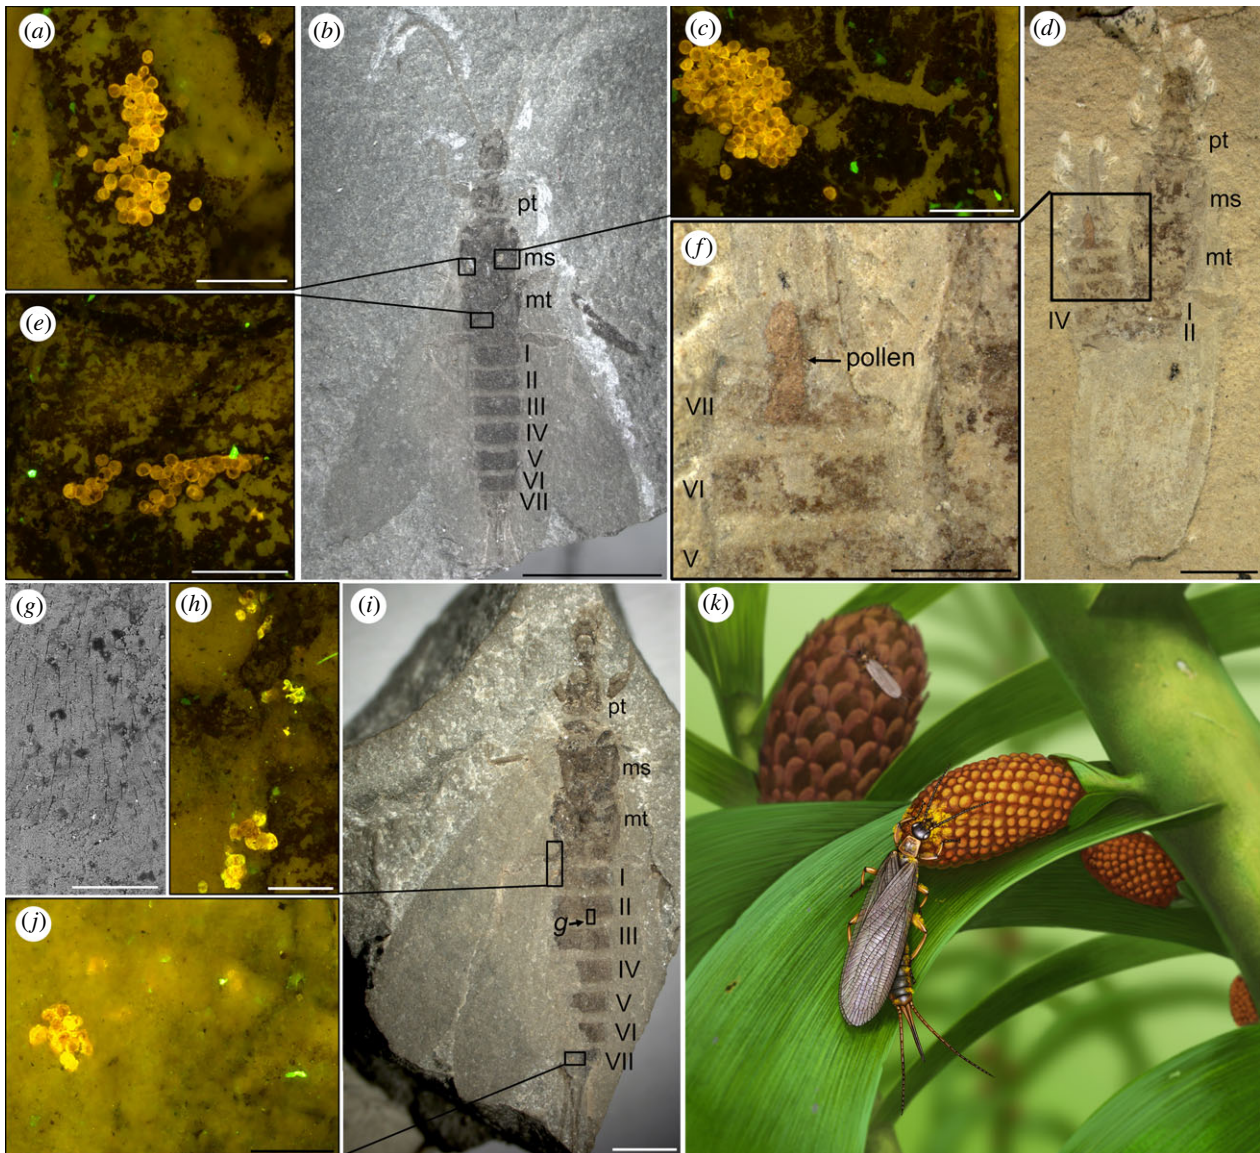 (a)
(b)
pt
ms
mt
I
II
III
IV
V
VI
VII
(c)
(d)
pt
ms
mt
I
II
IV
(e)
(f)
pollen
VII
VI
V
(g)
(h)
(i)
pt
ms
mt
I
II
g
III
IV
V
VI
VII
(j)
(k)